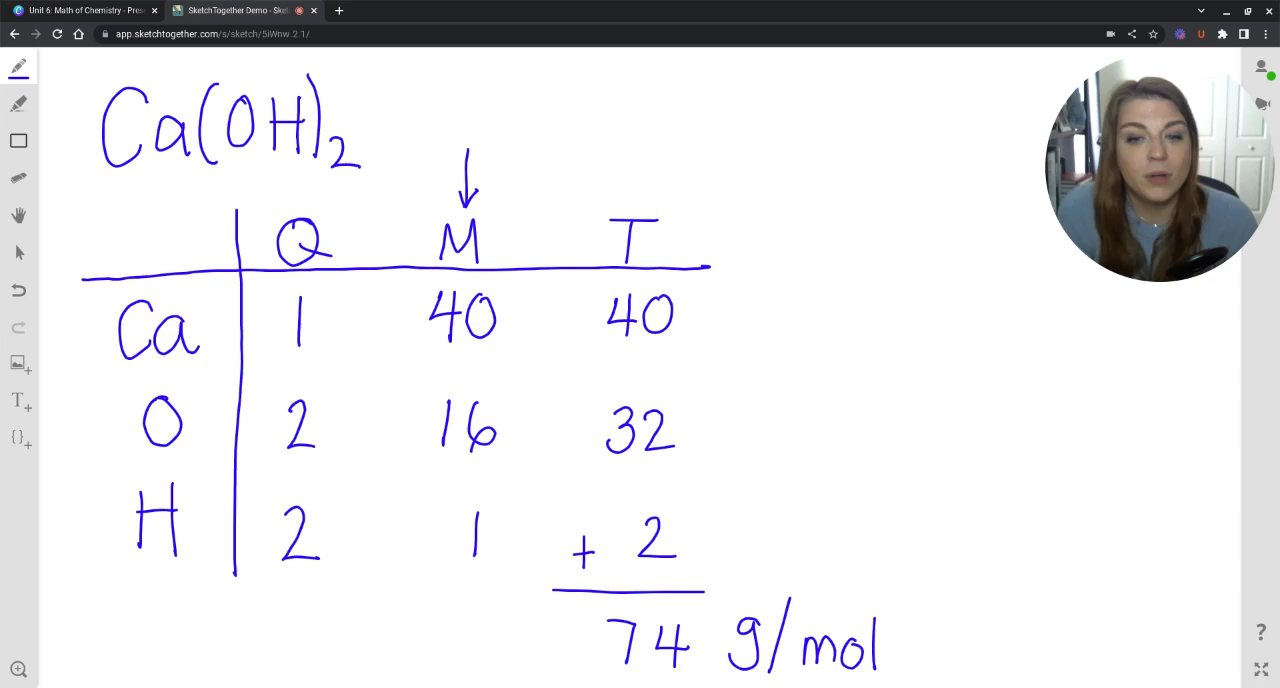 Unit 6: Math of Chemistry - Pres
SketchTogether Demo - Sket
app.sketchtogether.com/s/sketch/5iWnw.2.1/
Ca(OH)₂
Q M T
Ca 1 40 40
O 2 16 32
H 2 1 + 2
74 g/mol